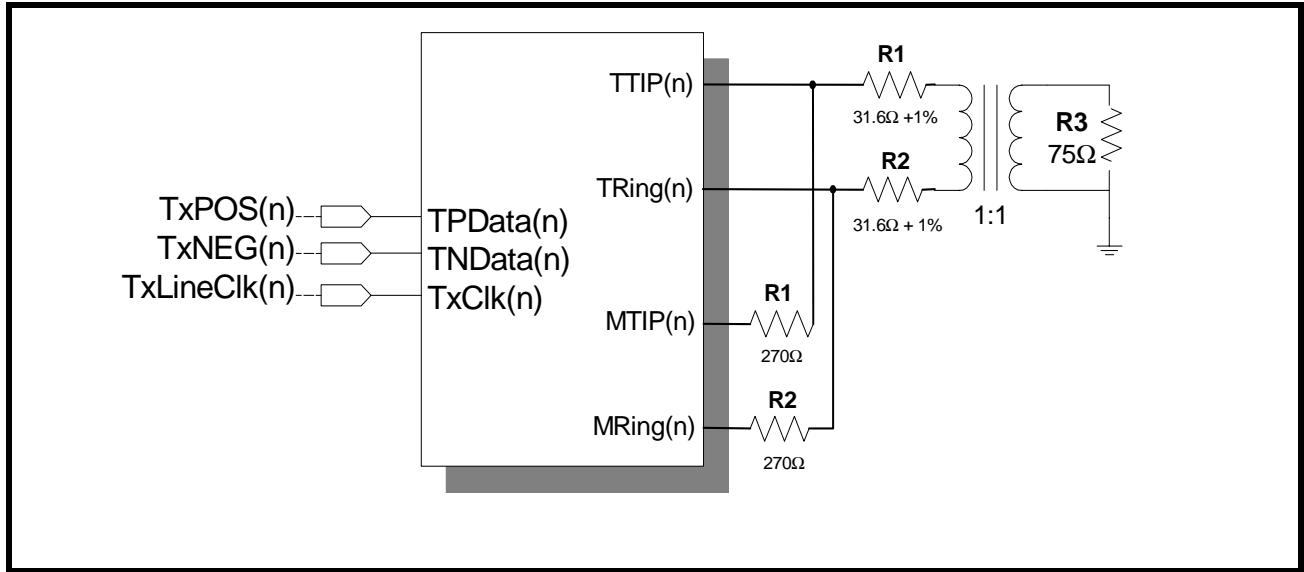 TxPOS(n)
TxNEG(n)
TxLineClk(n)
TPData(n)
TNData(n)
TxClk(n)
TTIP(n)
TRing(n)
MTIP(n)
MRing(n)
R1
31.6Ω +1%
R2
31.6Ω + 1%
R1
270Ω
R2
270Ω
1:1
R3
75Ω